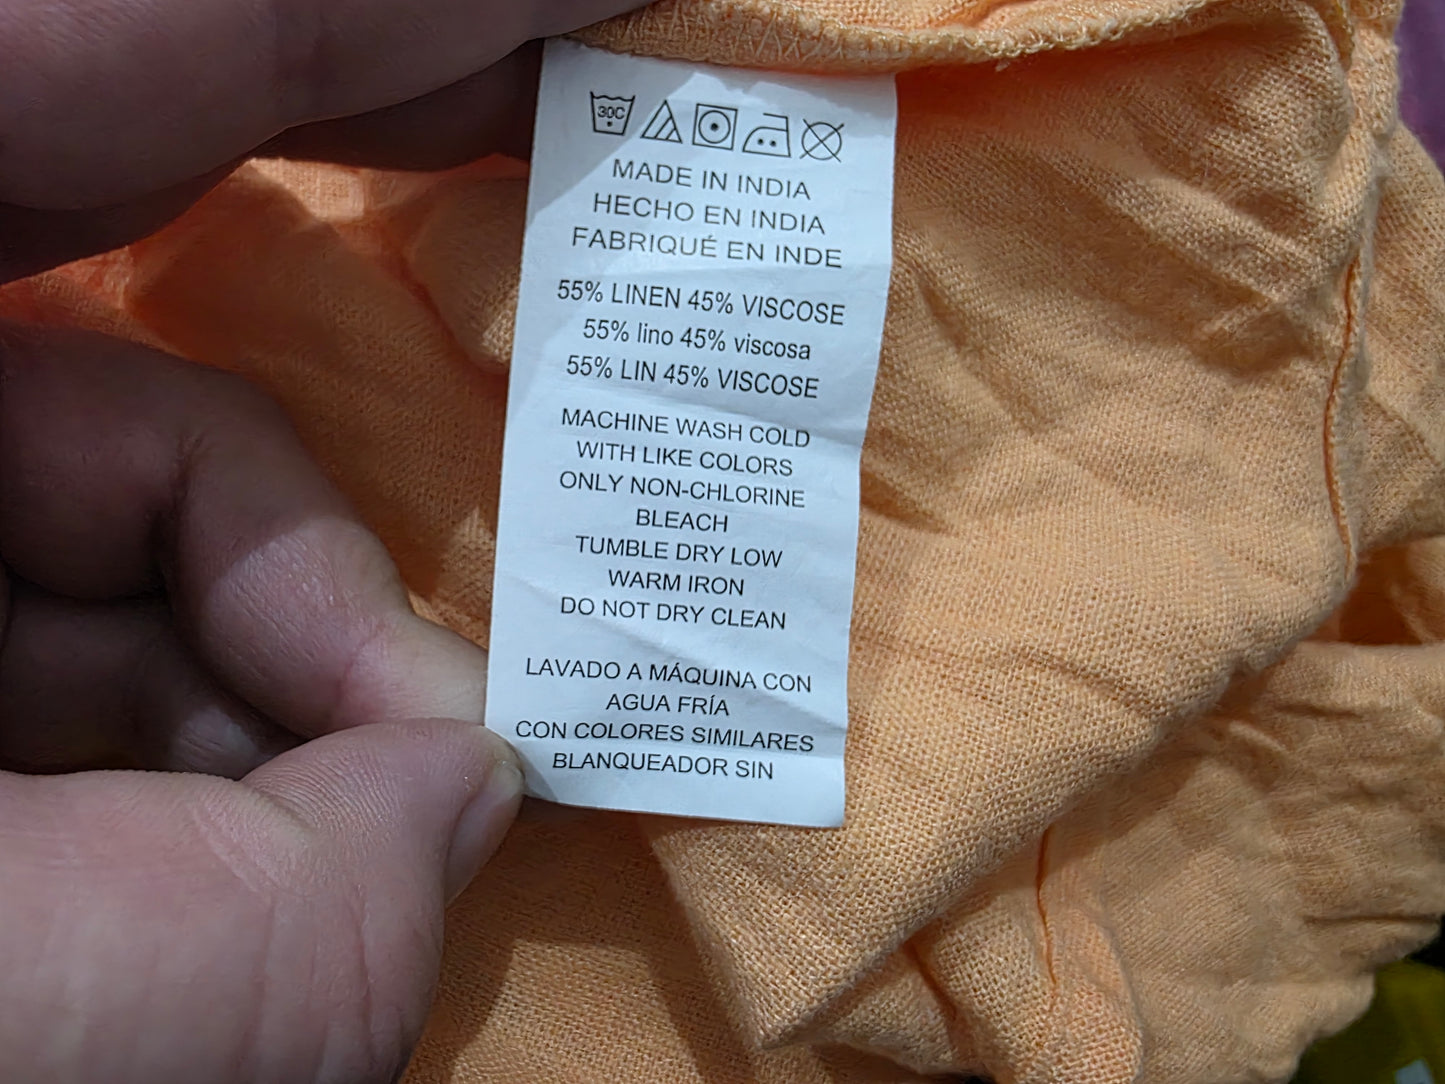 30C
MADE IN INDIA
HECHO EN INDIA
FABRIQUÉ EN INDE
55% LINEN 45% VISCOSE
55% lino 45% viscosa
55% LIN 45% VISCOSE
MACHINE WASH COLD
WITH LIKE COLORS
ONLY NON-CHLORINE
BLEACH
TUMBLE DRY LOW
WARM IRON
DO NOT DRY CLEAN
LAVADO A MÁQUINA CON
AGUA FRÍA
CON COLORES SIMILARES
BLANQUEADOR SIN